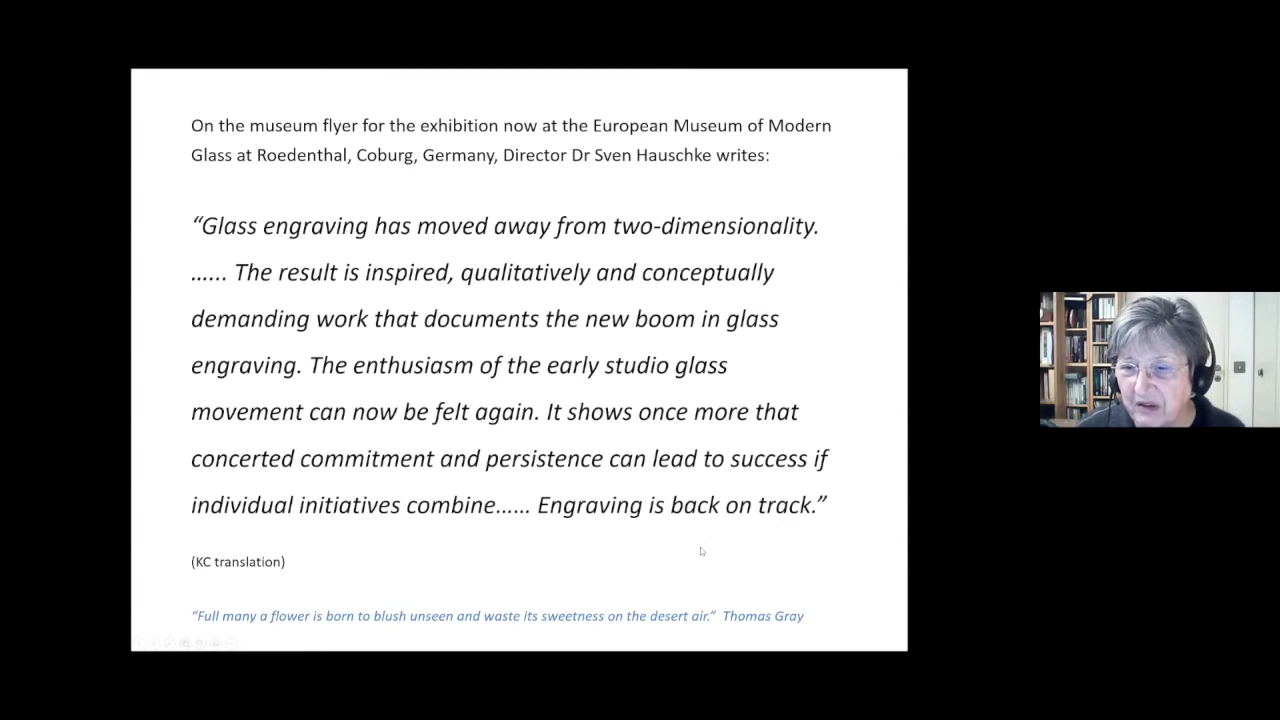 On the museum flyer for the exhibition now at the European Museum of Modern
Glass at Roedenthal, Coburg, Germany, Director Dr Sven Hauschke writes:
“Glass engraving has moved away from two-dimensionality.
…... The result is inspired, qualitatively and conceptually
demanding work that documents the new boom in glass
engraving. The enthusiasm of the early studio glass
movement can now be felt again. It shows once more that
concerted commitment and persistence can lead to success if
individual initiatives combine…... Engraving is back on track.”
(KC translation)
“Full many a flower is born to blush unseen and waste its sweetness on the desert air.” Thomas Gray